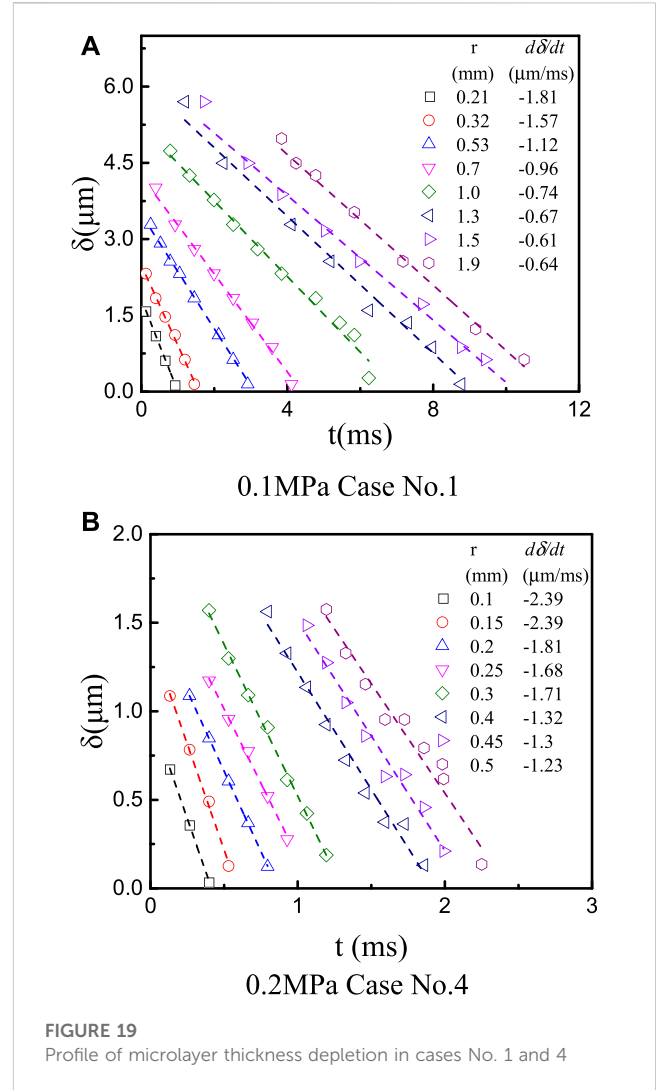 A
r dδ/dt
(mm) (μm/ms)
0.21 -1.81
0.32 -1.57
0.53 -1.12
0.7 -0.96
1.0 -0.74
1.3 -0.67
1.5 -0.61
1.9 -0.64
6.0
4.5
3.0
1.5
0.0
δ(μm)
0 4 8 12
t(ms)
0.1MPa Case No.1
B
r dδ/dt
(mm) (μm/ms)
0.1 -2.39
0.15 -2.39
0.2 -1.81
0.25 -1.68
0.3 -1.71
0.4 -1.32
0.45 -1.3
0.5 -1.23
2.0
1.5
1.0
0.5
0.0
δ(μm)
0 1 2 3
t (ms)
0.2MPa Case No.4
FIGURE 19
Profile of microlayer thickness depletion in cases No. 1 and 4